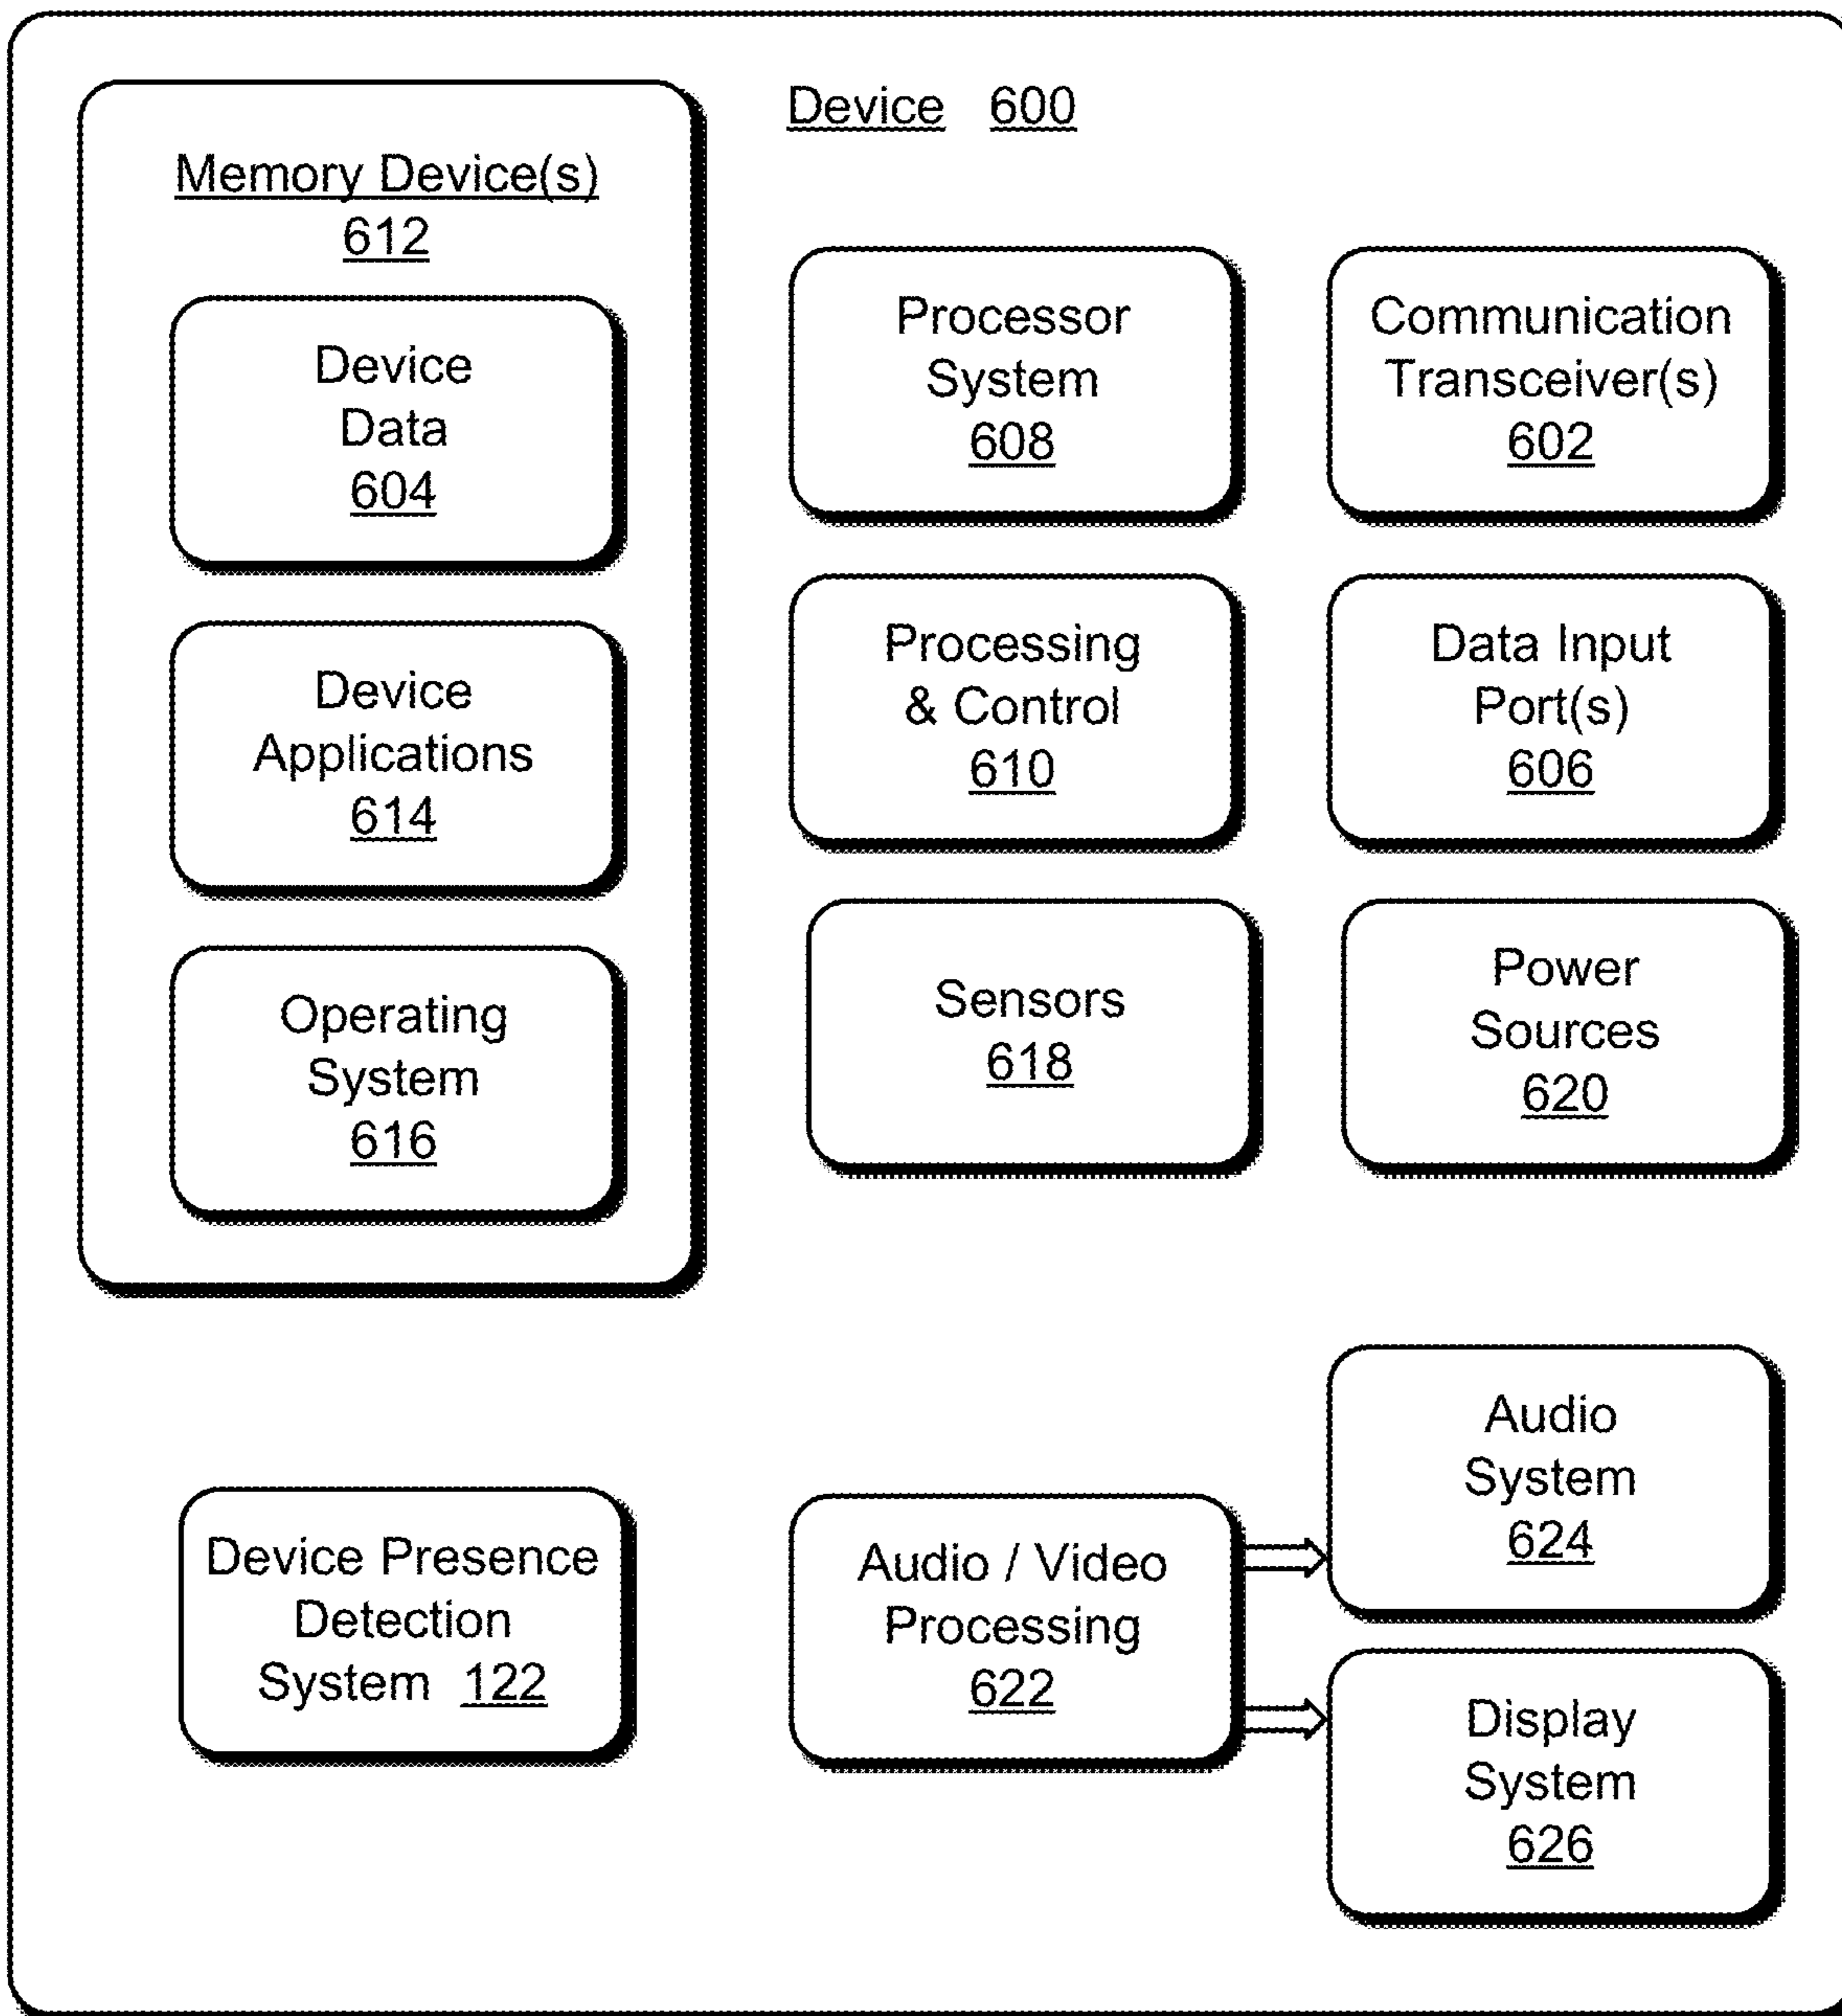 Device 600
Memory Device(s)
612
Device
Data
604
Device
Applications
614
Operating
System
616
Processor
System
608
Communication
Transceiver(s)
602
Processing
& Control
610
Data Input
Port(s)
606
Sensors
618
Power
Sources
620
Device Presence
Detection
System 122
Audio / Video
Processing
622
Audio
System
624
Display
System
626